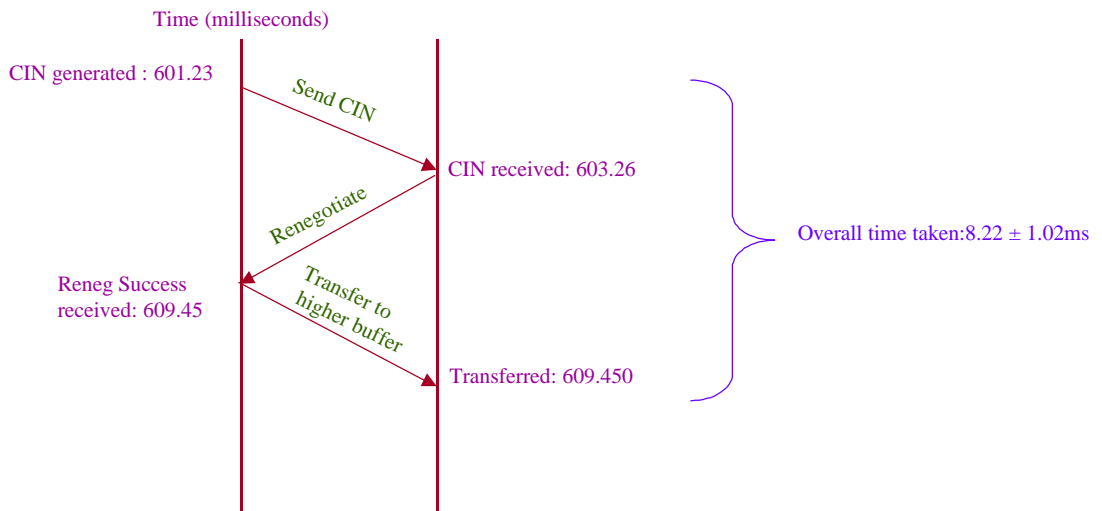 Time (milliseconds)
CIN generated : 601.23
Send CIN
CIN received: 603.26
Renegotiate
Overall time taken:8.22 ± 1.02ms
Reneg Success
received: 609.45
Transfer to
higher buffer
Transferred: 609.450